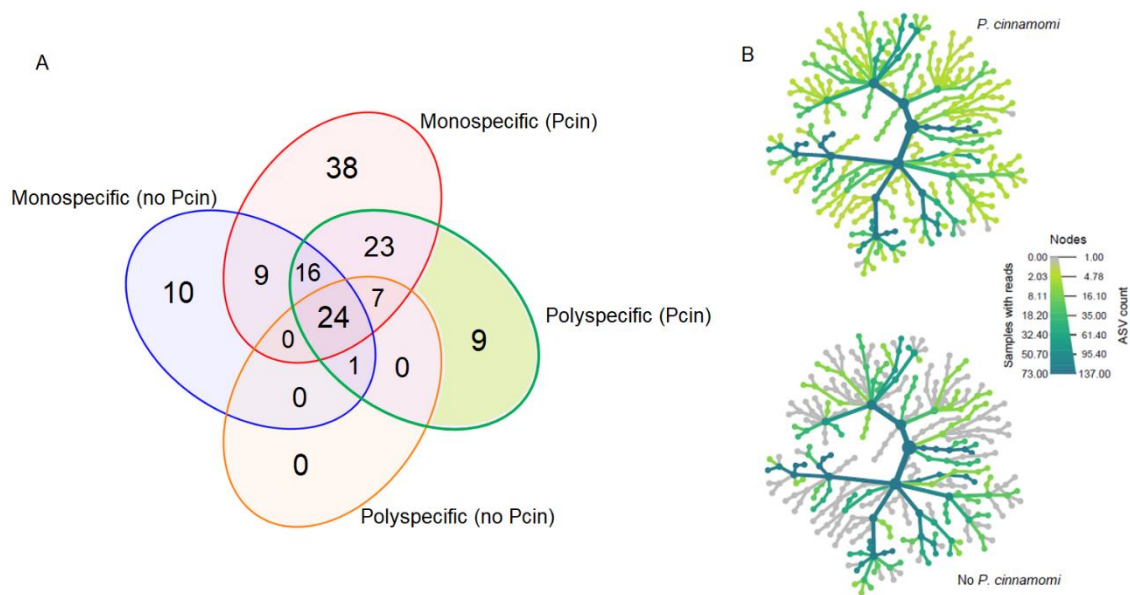 A
Monospecific (Pcin)
38
Monospecific (no Pcin)
10
9
16
23
24
7
0
Polyspecific (Pcin)
9
1
0
0
0
Polyspecific (no Pcin)
B
P. cinnamomi
Nodes
0.00 1.00
2.03 4.78
8.11 16.10
18.20 35.00
32.40 61.40
50.70 95.40
73.00 137.00
Samples with reads
ASV count
No P. cinnamomi